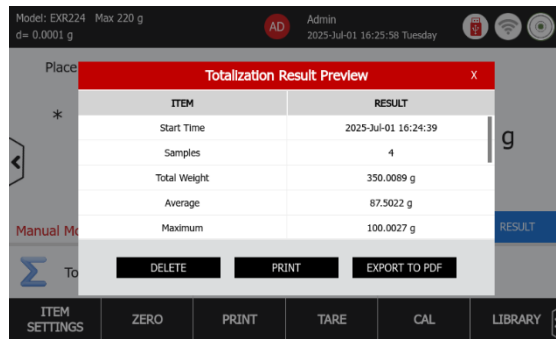 Model: EXR224 Max 220 g
d= 0.0001 g
AD
Admin
2025-Jul-01 16:25:58 Tuesday
Place
*
g
Totalization Result Preview X
ITEM RESULT
Start Time 2025-Jul-01 16:24:39
Samples 4
Total Weight 350.0089 g
Average 87.5022 g
Maximum 100.0027 g
Manual Mo
RESULT
DELETE PRINT EXPORT TO PDF
Σ To
ITEM SETTINGS ZERO PRINT TARE CAL LIBRARY